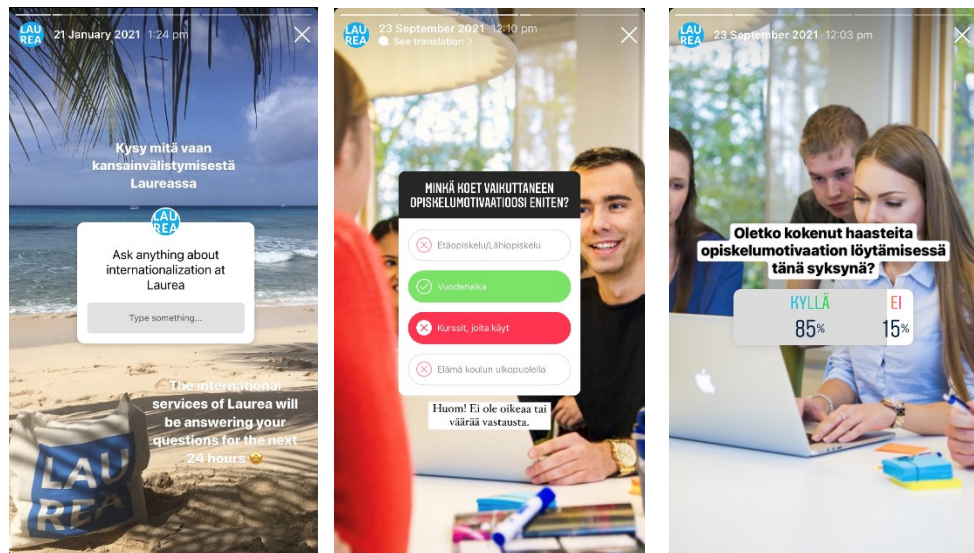 LAU
REA
21 January 2021 1:24 pm
Kysy mitä vaan
kansainvälistymisestä
Laureassa
LAU
REA
Ask anything about
internationalization at
Laurea
Type something...
The international
services of Laurea will
be answering your
questions for the next
24 hours 🤩
LAU
REA
LAU
REA
23 September 2021 12:10 pm
See translation >
MINKÄ KOET VAIKUTTANEEN
OPISKELUMOTIVAATIOOSI ENITEN?
Etäopiskelu/Lähiopiskelu
Vuodenaika
Kurssit, joita käyt
Elämä koulun ulkopuolella
Huom! Ei ole oikeaa tai
väärää vastausta.
LAU
REA
23 September 2021 12:03 pm
Oletko kokenut haasteita
opiskelumotivaation löytämisessä
tänä syksynä?
KYLLÄ EI
85% 15%